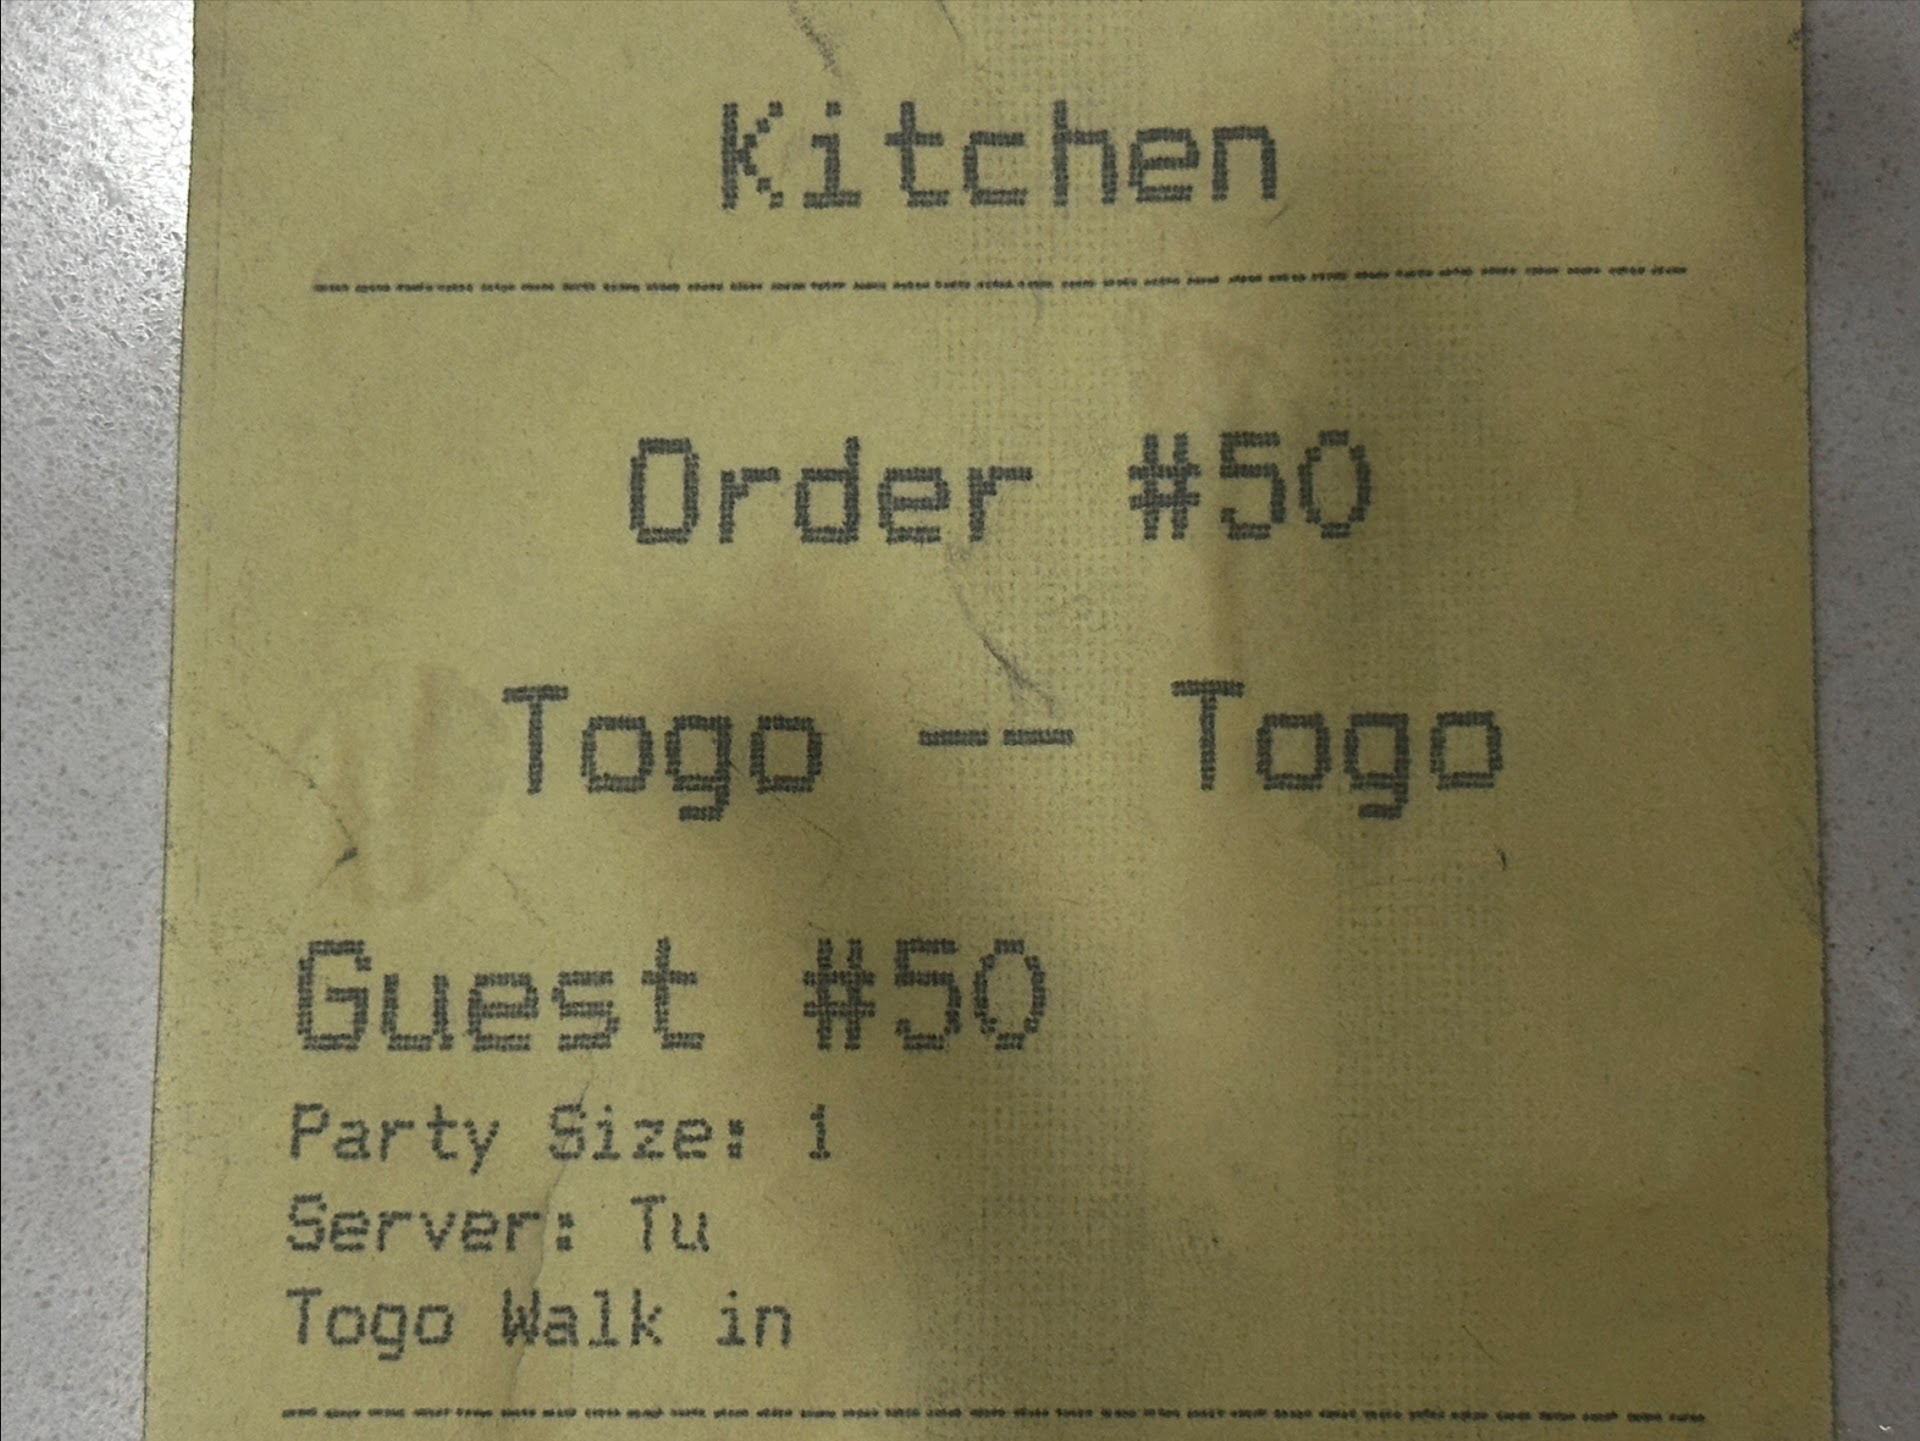 Kitchen
Order #50
Togo -- Togo
Guest #50
Party Size: 1
Server: Tu
Togo Walk in